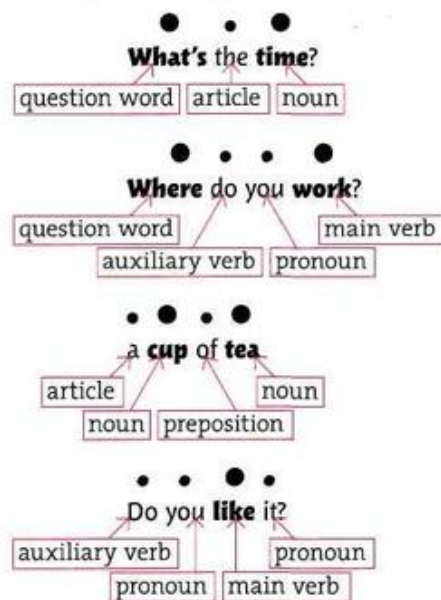 What's the time?
question word article noun
Where do you work?
question word main verb
auxiliary verb pronoun
a cup of tea
article noun
noun preposition
Do you like it?
auxiliary verb pronoun
pronoun main verb